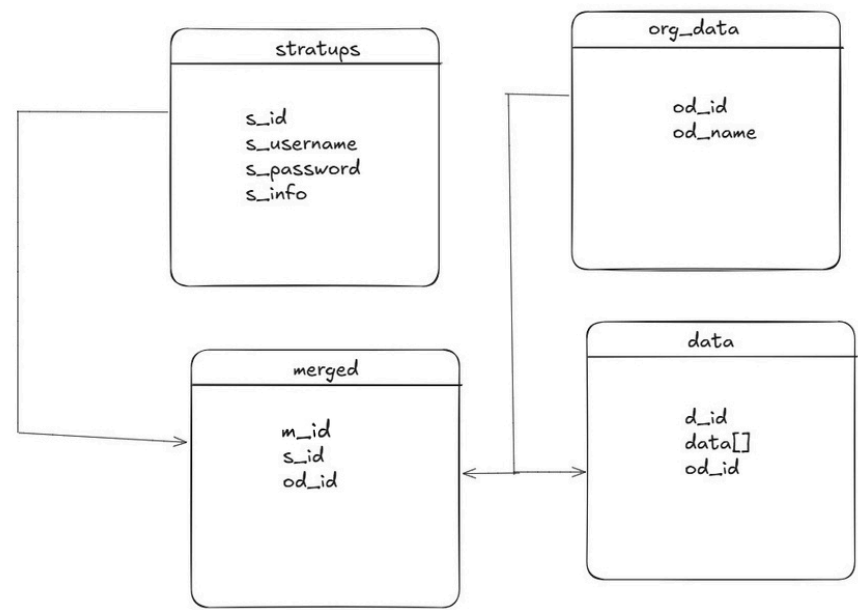 stratups
s_id
s_username
s_password
s_info
org_data
od_id
od_name
merged
m_id
s_id
od_id
data
d_id
data[]
od_id